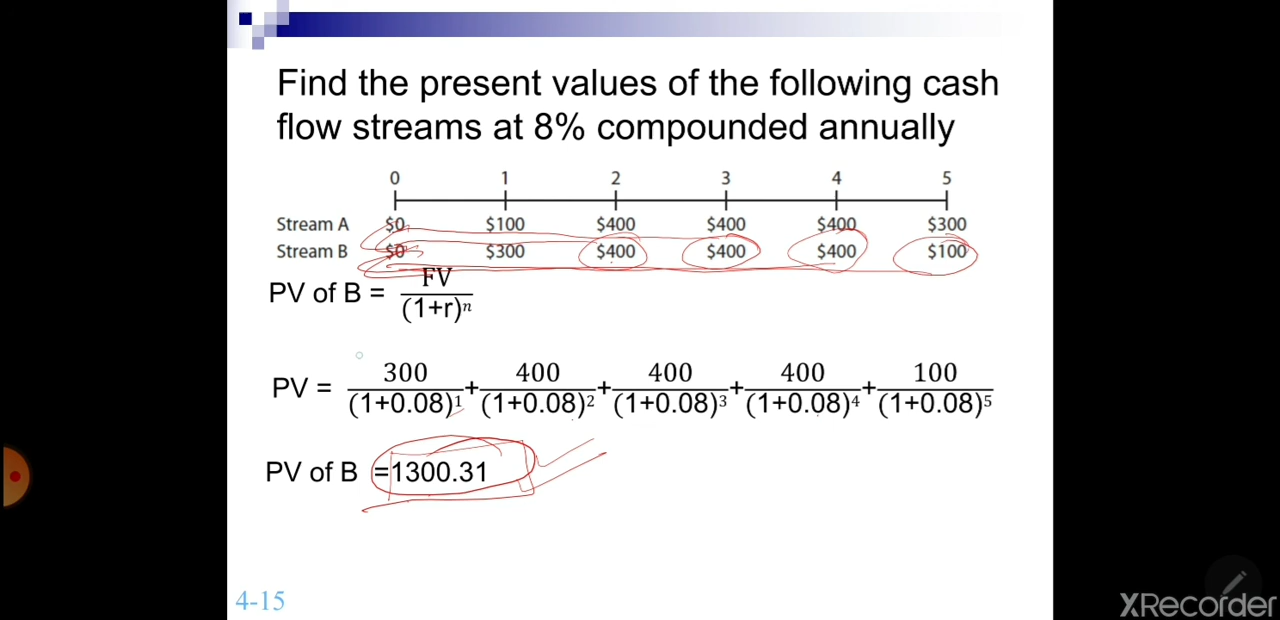 Find the present values of the following cash
flow streams at 8% compounded annually
0 1 2 3 4 5
Stream A $0 $100 $400 $400 $400 $300
Stream B $0 $300 $400 $400 $400 $100
PV of B = FV/(1+r)ⁿ
PV = 300/(1+0.08)¹+400/(1+0.08)²+400/(1+0.08)³+400/(1+0.08)⁴+100/(1+0.08)⁵
PV of B =1300.31
4-15
XRecorder